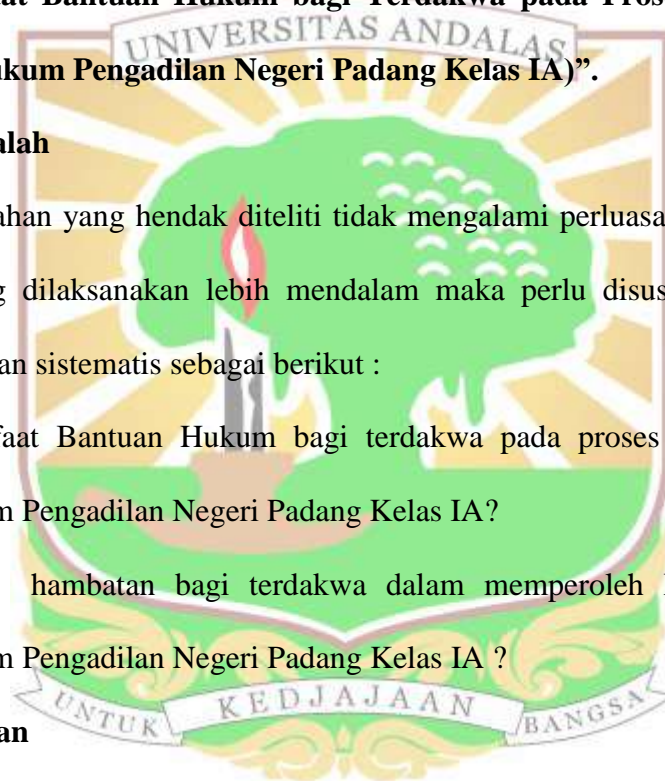 at Bantuan Hukum bagi Terdakwa pada Pros
UNIVERSITAS ANDALAS
ukum Pengadilan Negeri Padang Kelas IA)”.
alah
ahan yang hendak diteliti tidak mengalami perluasa
g dilaksanakan lebih mendalam maka perlu disus
an sistematis sebagai berikut :
faat Bantuan Hukum bagi terdakwa pada proses
m Pengadilan Negeri Padang Kelas IA?
hambatan bagi terdakwa dalam memperoleh
m Pengadilan Negeri Padang Kelas IA ?
UNTUK KEDJAJAAN BANGSA
an